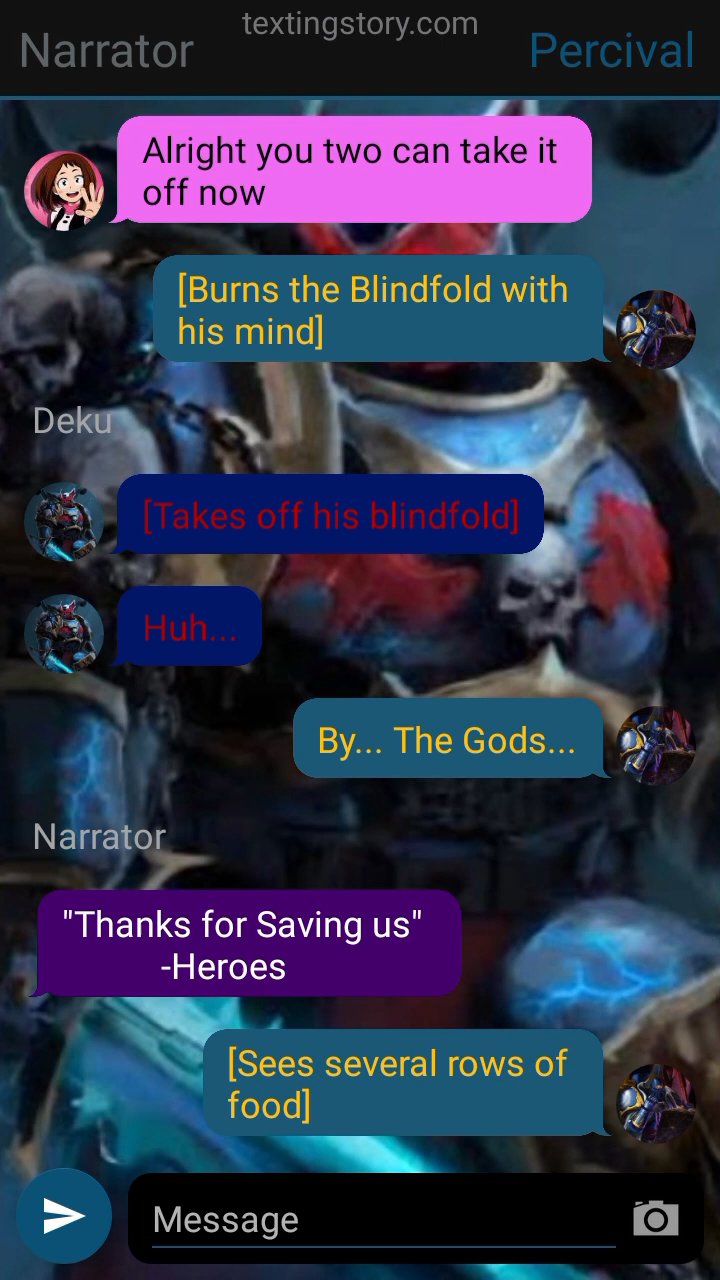 textingstory.com
Narrator
Percival
Alright you two can take it
off now
[Burns the Blindfold with
his mind]
Deku
[Takes off his blindfold]
Huh...
By... The Gods...
Narrator
"Thanks for Saving us"
-Heroes
[Sees several rows of
food]
Message